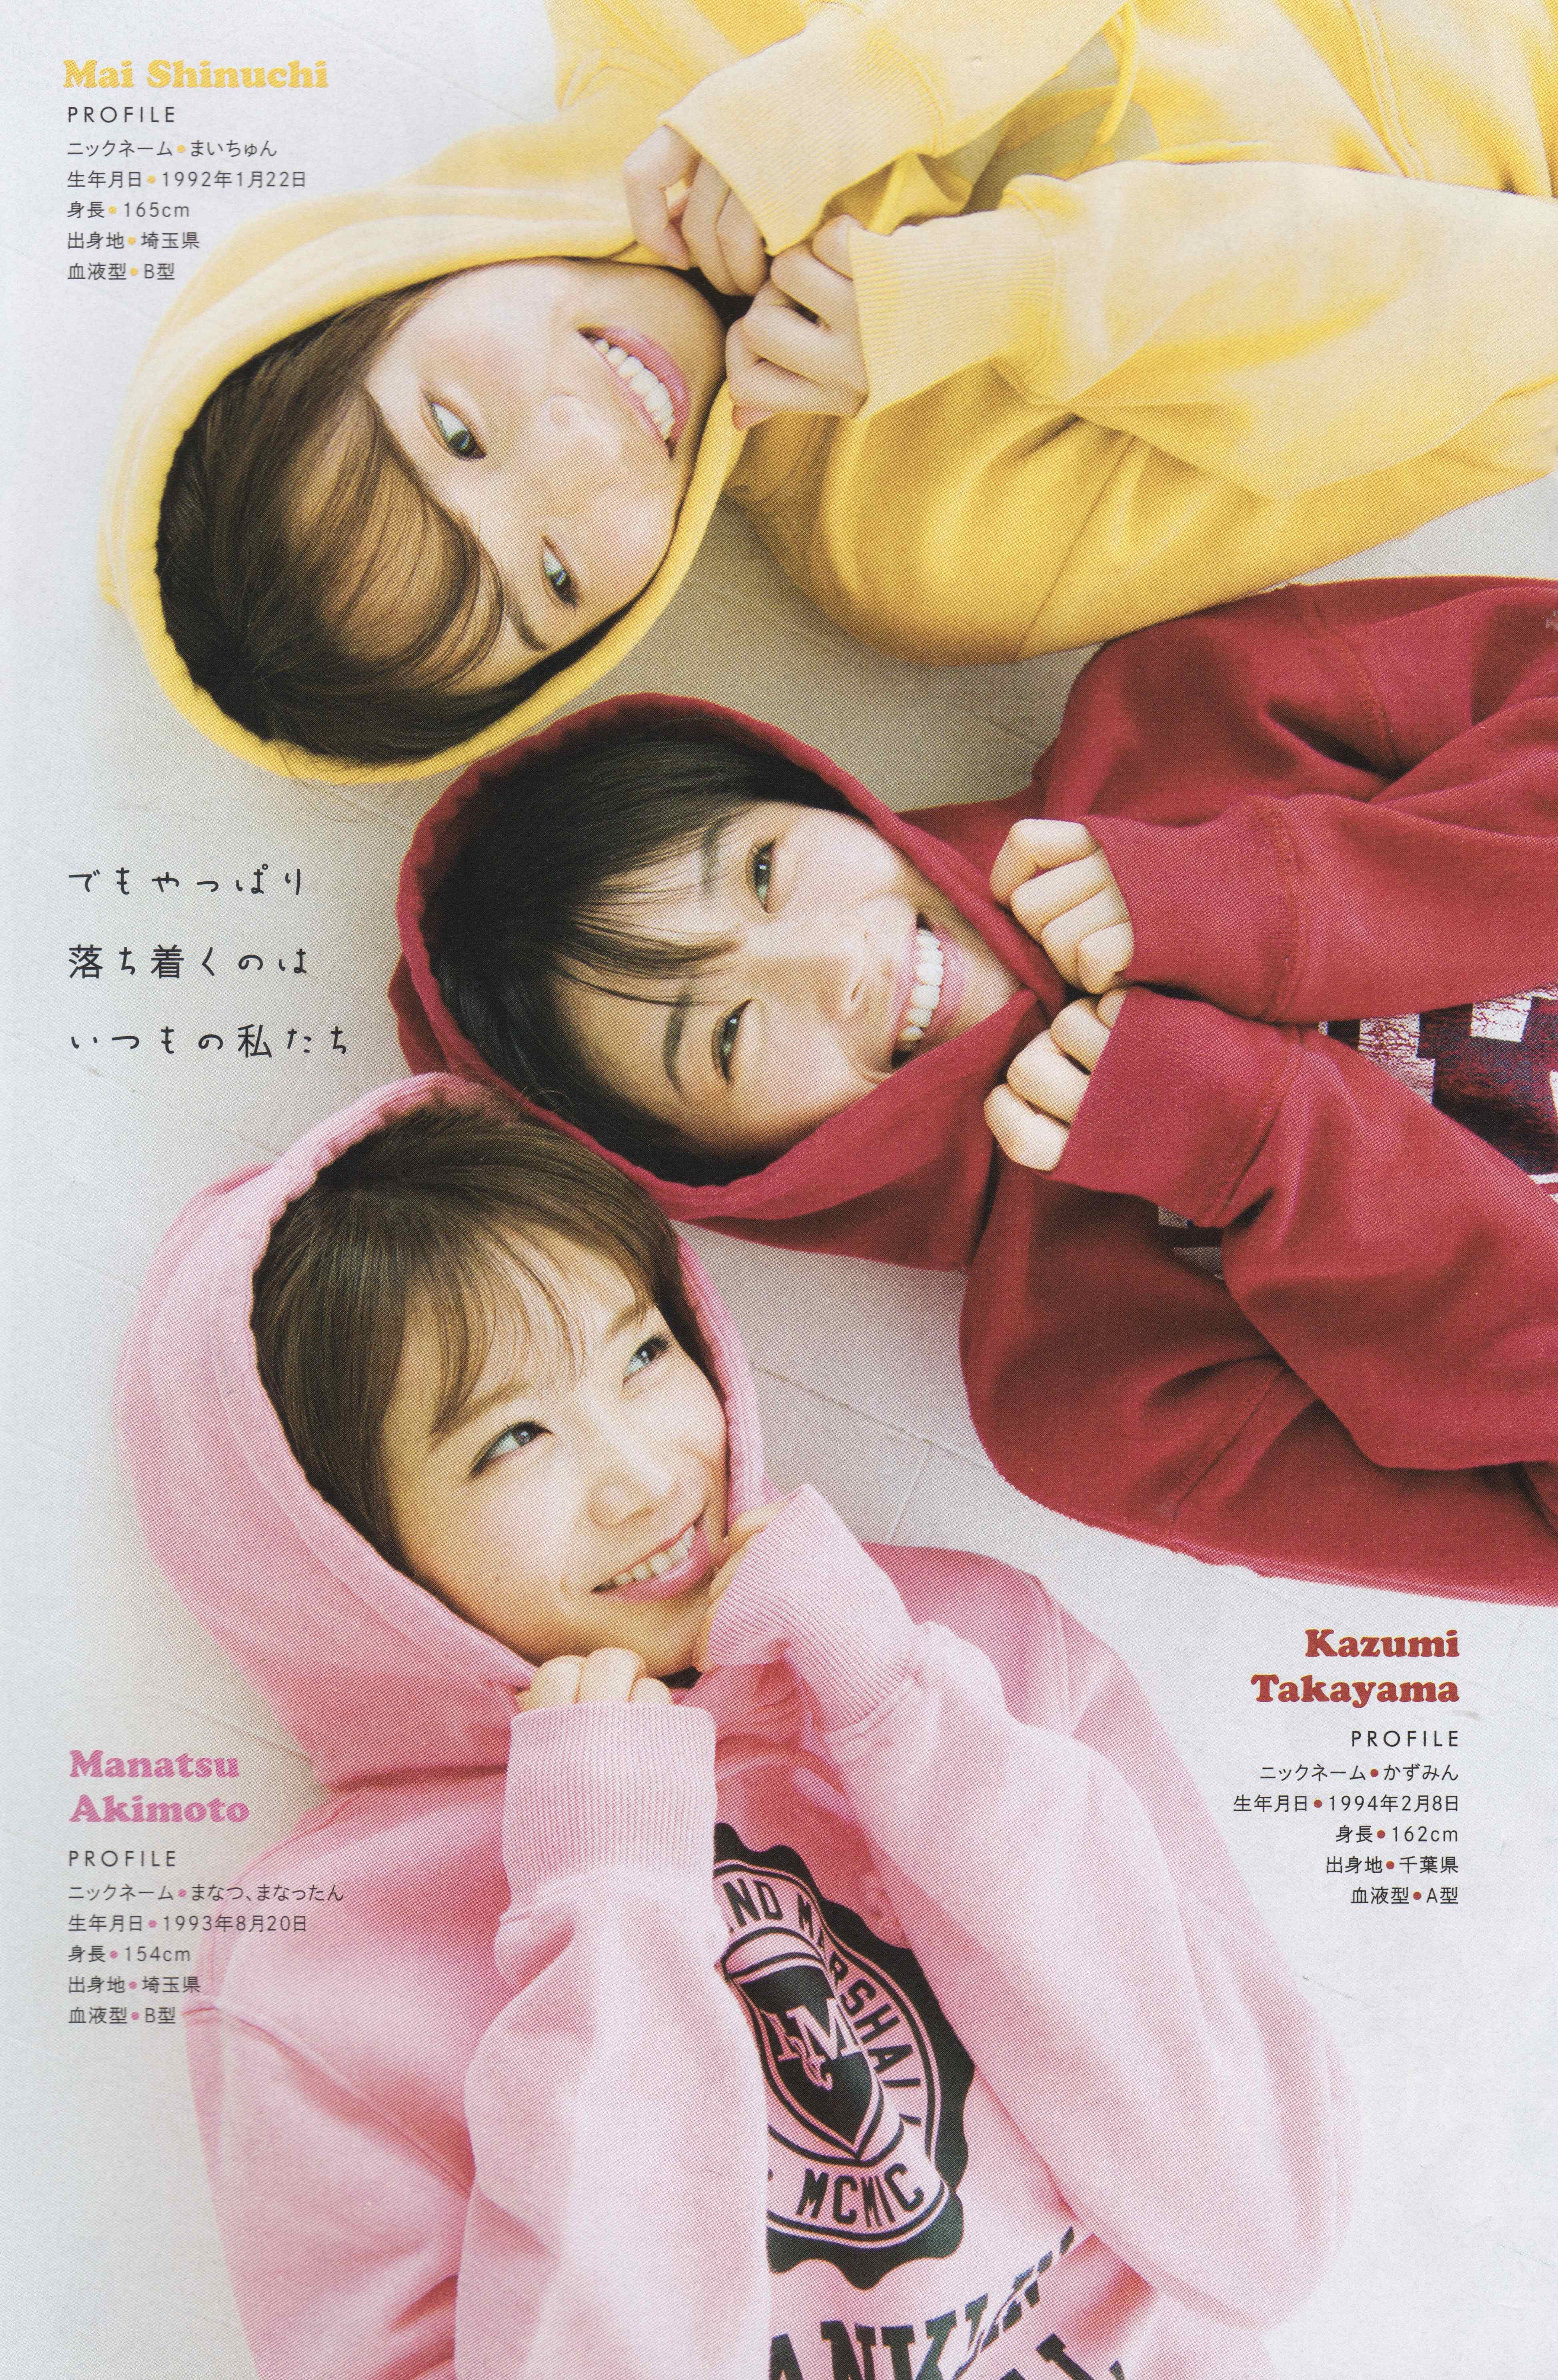 Mai Shinuchi
PROFILE
ニックネーム●まいちゅん
生年月日●1992年1月22日
身長●165cm
出身地●埼玉県
血液型●B型
でもやっぱり
落ち着くのは
いつもの私たち
Kazumi
Takayama
PROFILE
ニックネーム●かずみん
生年月日●1994年2月8日
身長●162cm
出身地●千葉県
血液型●A型
Manatsu
Akimoto
PROFILE
ニックネーム●まなつ、まなったん
生年月日●1993年8月20日
身長●154cm
出身地●埼玉県
血液型●B型
MARSHALL
F&M
MCMIC